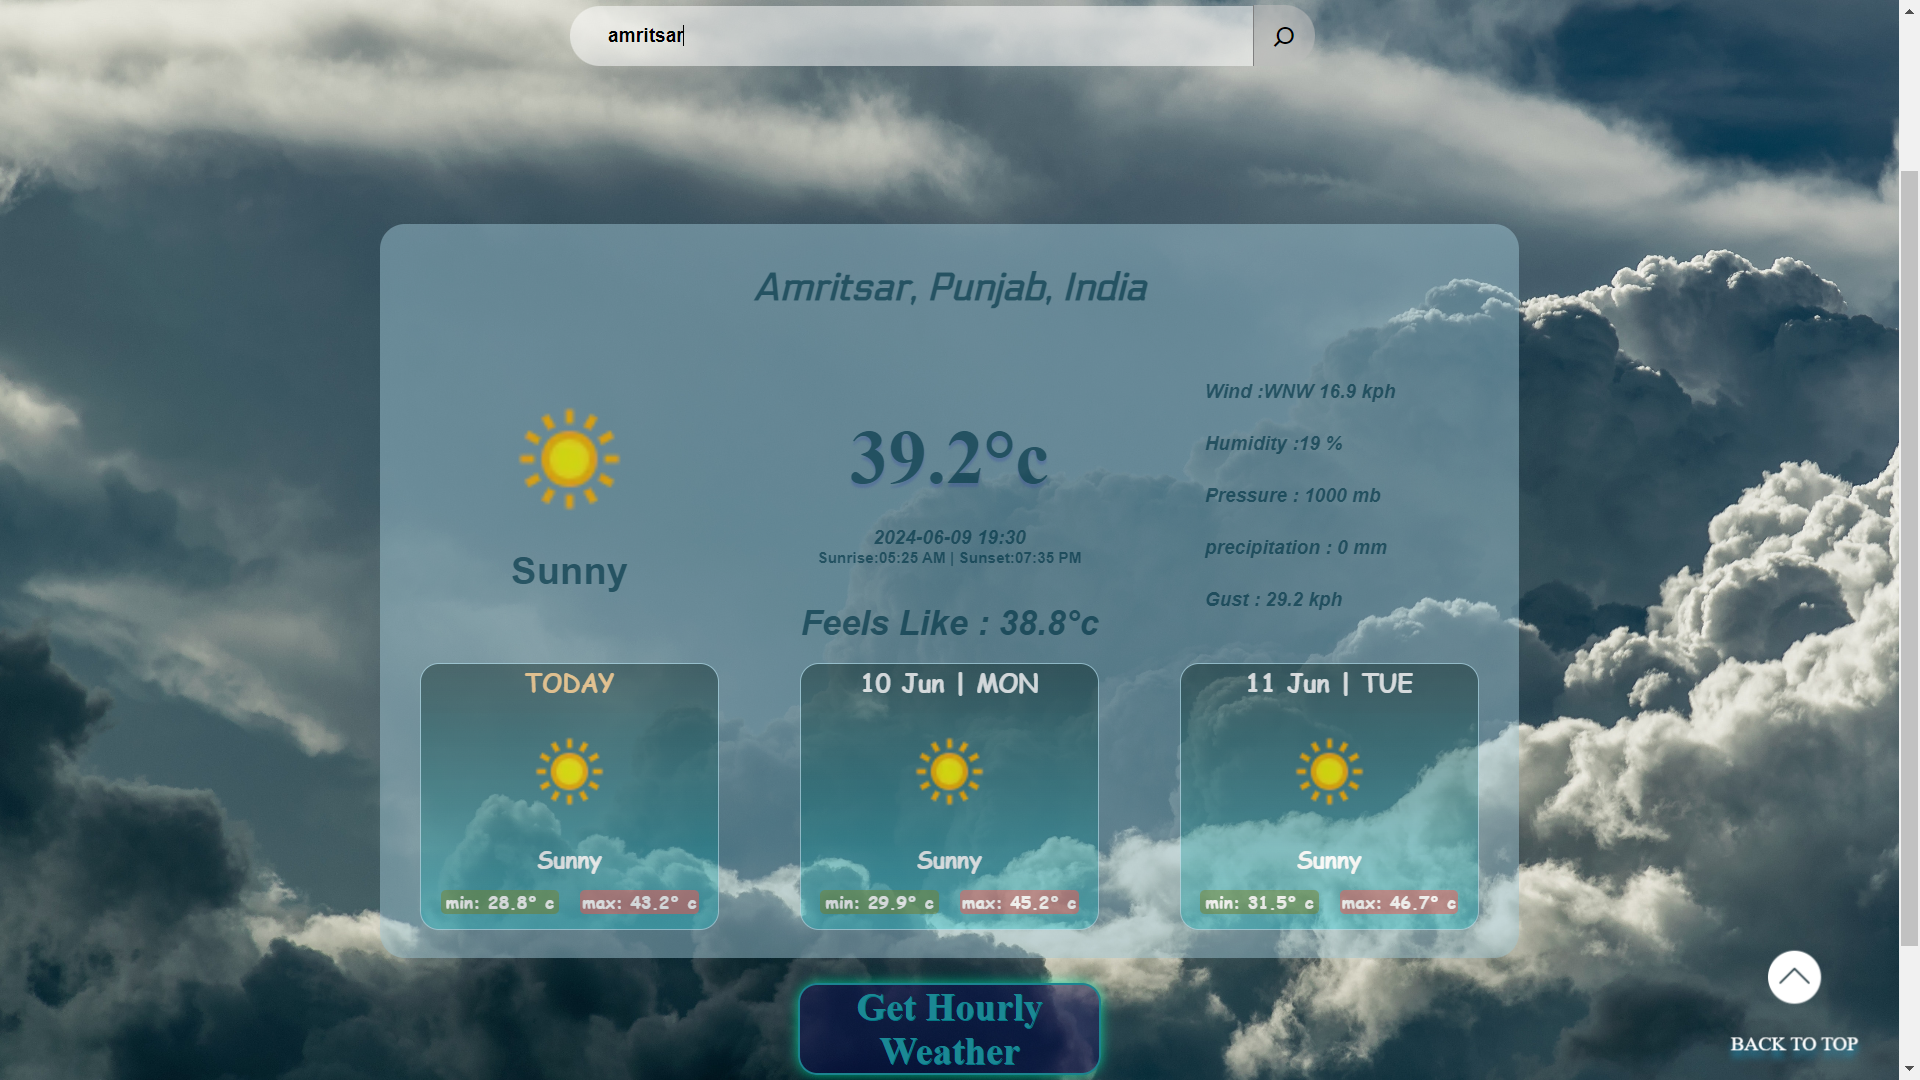 amritsar
Amritsar, Punjab, India
Sunny
39.2°c
2024-06-09 19:30
Sunrise:05:25 AM | Sunset:07:35 PM
Feels Like : 38.8°c
Wind :WNW 16.9 kph
Humidity :19 %
Pressure : 1000 mb
precipitation : 0 mm
Gust : 29.2 kph
TODAY
Sunny
min: 28.8° c
max: 43.2° c
10 Jun | MON
Sunny
min: 29.9° c
max: 45.2° c
11 Jun | TUE
Sunny
min: 31.5° c
max: 46.7° c
Get Hourly
Weather
BACK TO TOP